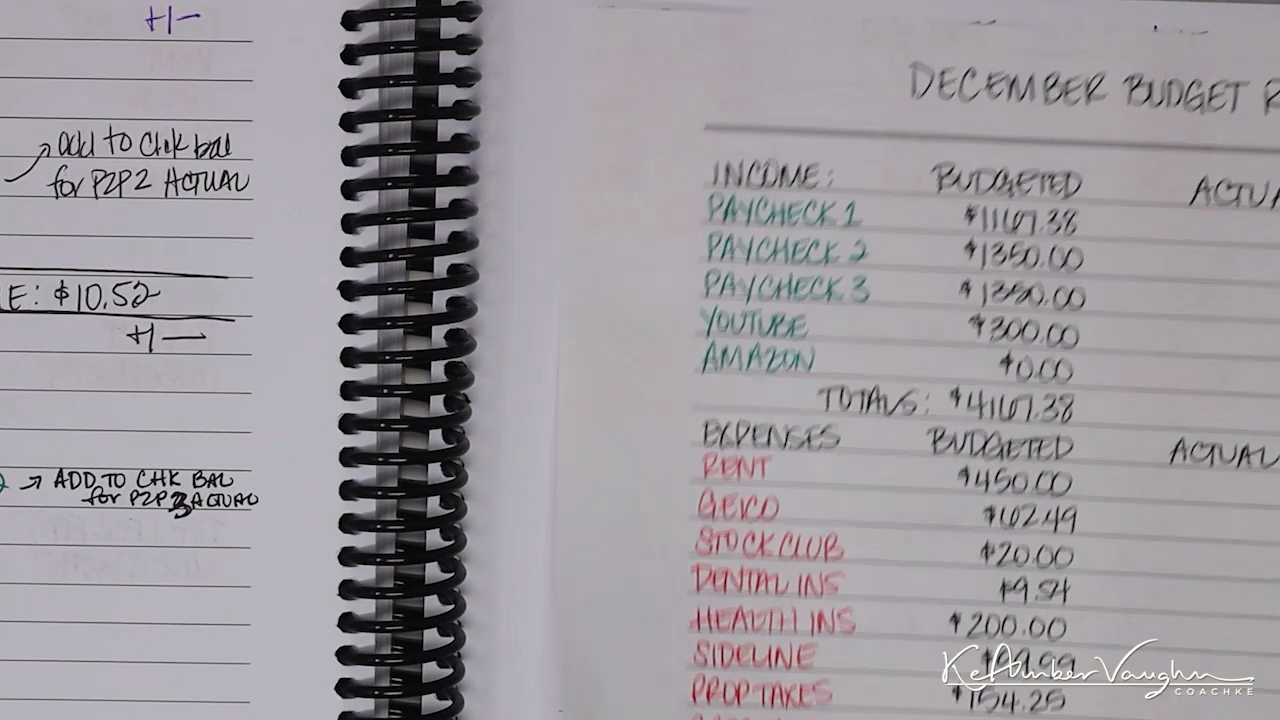 +/-
→ add to chk bal
for P2P2 ACTUAL
E: $10.52
+/-
→ ADD TO CHK BAL
for P2P3 ACTUAL
DECEMBER BUDGET R
INCOME: BUDGETED ACTUA
PAYCHECK 1 $1167.38
PAYCHECK 2 $1350.00
PAYCHECK 3 $1350.00
YOUTUBE $300.00
AMAZON $0.00
TOTALS: $4167.38
EXPENSES BUDGETED ACTUAL
RENT $450.00
GEICO $62.49
STOCK CLUB $20.00
DENTAL INS $9.54
HEALTH INS $200.00
SIDELINE
PROP TAXES $154.25
KeAmber Vaughn
COACHKE